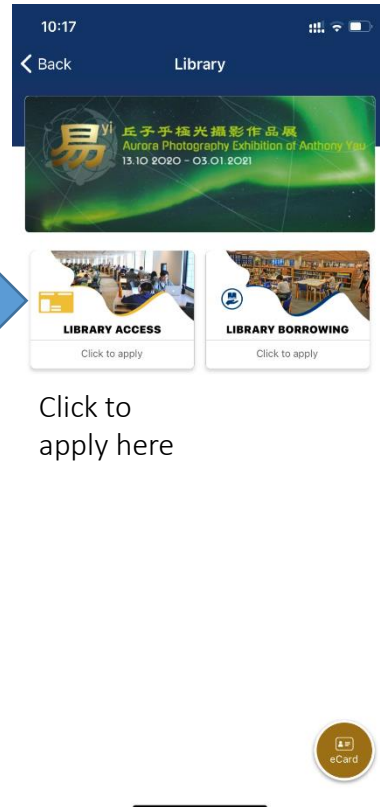 10:17
Back
Library
易 yi
丘子乎極光攝影作品展
Aurora Photography Exhibition of Anthony Yau
13.10 2020 - 03.01.2021
LIBRARY ACCESS
Click to apply
LIBRARY BORROWING
Click to apply
Click to
apply here
eCard